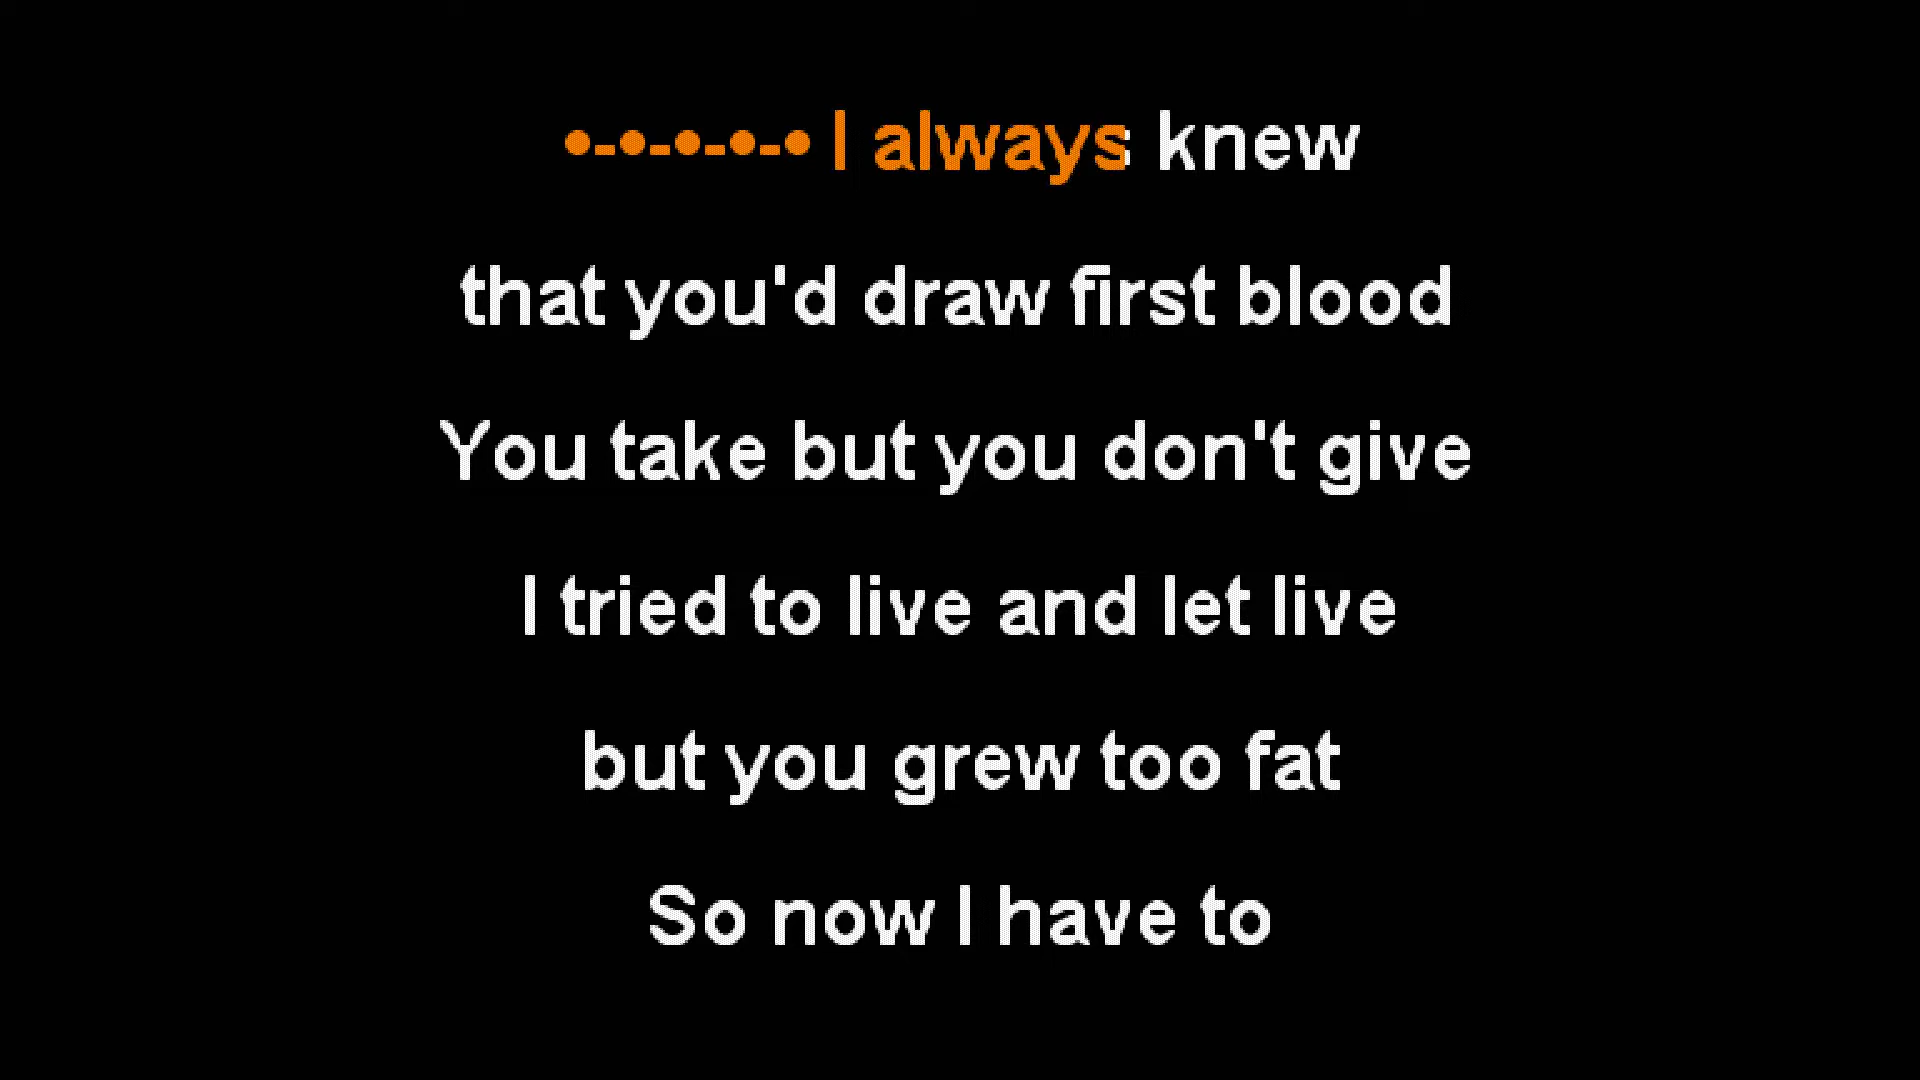 •-•-•-•-• I always knew
that you'd draw first blood
You take but you don't give
I tried to live and let live
but you grew too fat
So now I have to